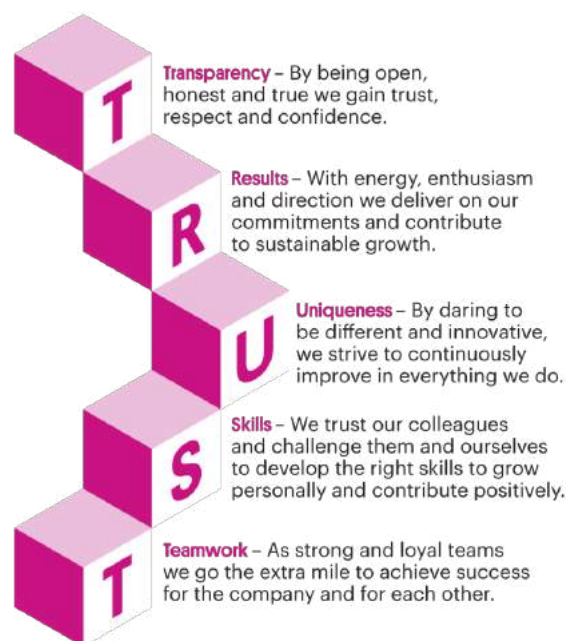 T
Transparency – By being open,
honest and true we gain trust,
respect and confidence.
R
Results – With energy, enthusiasm
and direction we deliver on our
commitments and contribute
to sustainable growth.
U
Uniqueness – By daring to
be different and innovative,
we strive to continuously
improve in everything we do.
S
Skills – We trust our colleagues
and challenge them and ourselves
to develop the right skills to grow
personally and contribute positively.
T
Teamwork – As strong and loyal teams
we go the extra mile to achieve success
for the company and for each other.